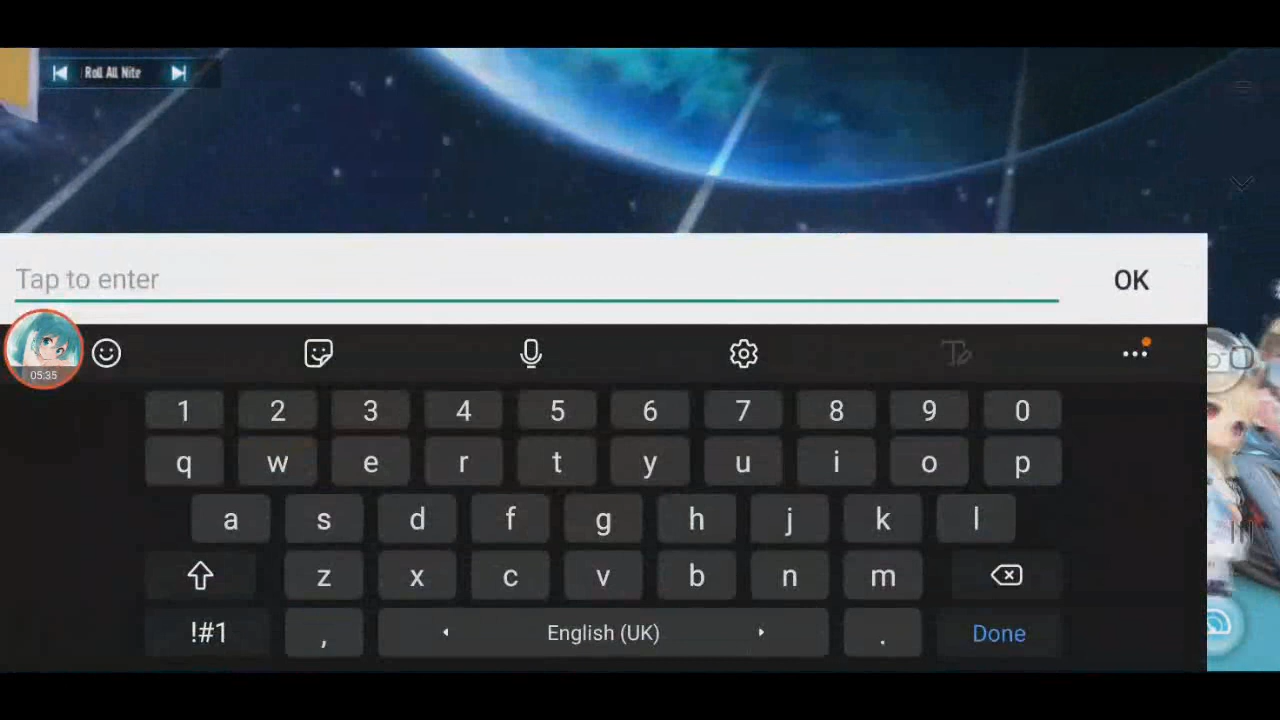 Roll All Nite
Tap to enter
OK
05:35
1 2 3 4 5 6 7 8 9 0
q w e r t y u i o p
a s d f g h j k l
z x c v b n m
!#1 , English (UK) . Done